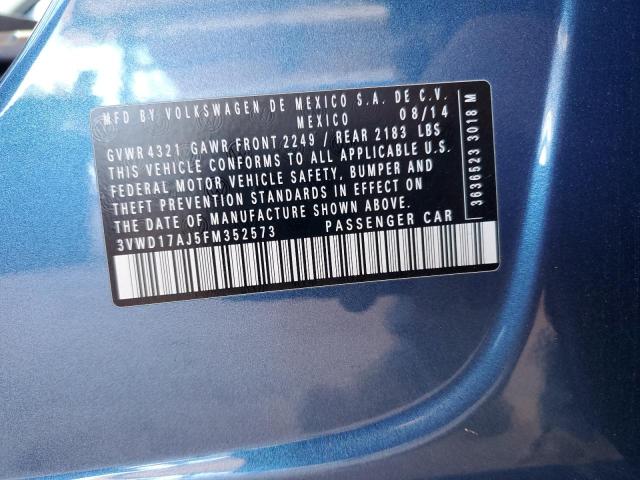 MFD BY VOLKSWAGEN DE MEXICO S.A. DE C.V.
MEXICO 08/14
GVWR 4321 GAWR FRONT 2249 / REAR 2183 LBS
THIS VEHICLE CONFORMS TO ALL APPLICABLE U.S.
FEDERAL MOTOR VEHICLE SAFETY, BUMPER AND
THEFT PREVENTION STANDARDS IN EFFECT ON
THE DATE OF MANUFACTURE SHOWN ABOVE.
3VWD17AJ5FM352573 PASSENGER CAR
3636523 3018 M